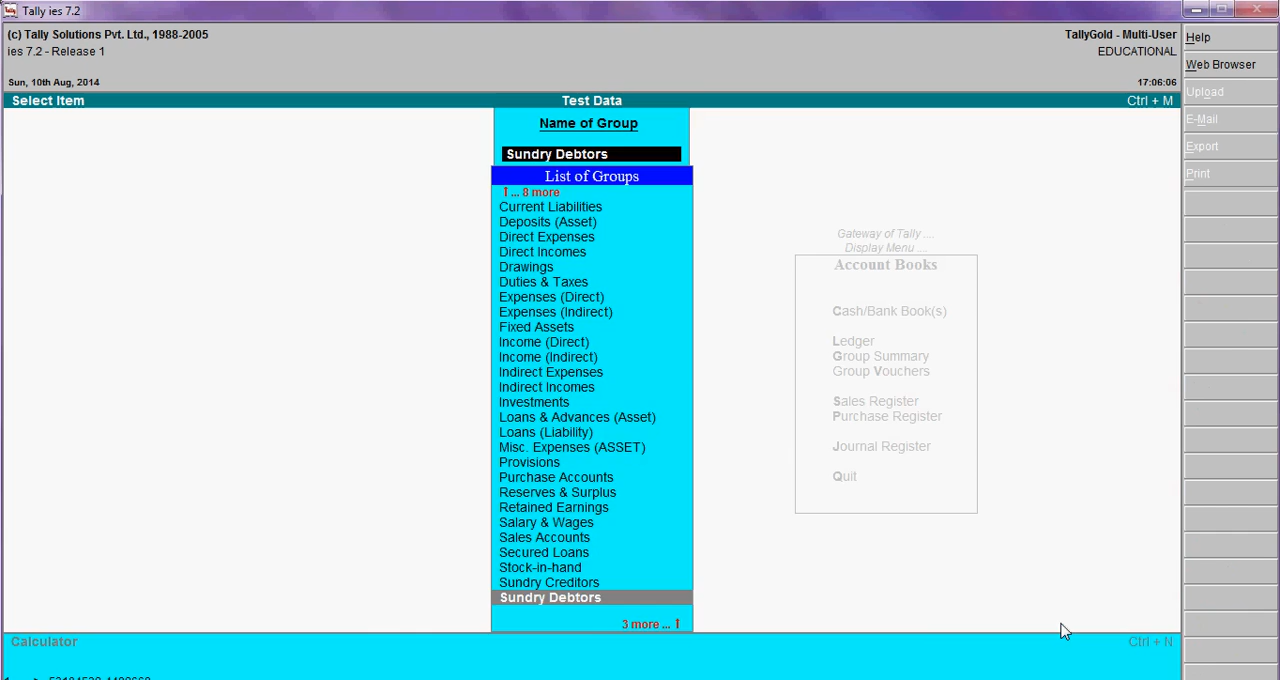 Tally ies 7.2
(c) Tally Solutions Pvt. Ltd., 1988-2005
TallyGold - Multi-User
ies 7.2 - Release 1
EDUCATIONAL
Sun, 10th Aug, 2014
17:06:06
Select Item
Test Data
Ctrl + M
Name of Group
Sundry Debtors
List of Groups
↑ ... 8 more
Current Liabilities
Deposits (Asset)
Direct Expenses
Direct Incomes
Drawings
Duties & Taxes
Expenses (Direct)
Expenses (Indirect)
Fixed Assets
Income (Direct)
Income (Indirect)
Indirect Expenses
Indirect Incomes
Investments
Loans & Advances (Asset)
Loans (Liability)
Misc. Expenses (ASSET)
Provisions
Purchase Accounts
Reserves & Surplus
Retained Earnings
Salary & Wages
Sales Accounts
Secured Loans
Stock-in-hand
Sundry Creditors
Sundry Debtors
3 more ... ↑
Gateway of Tally ....
Display Menu ....
Account Books
Cash/Bank Book(s)
Ledger
Group Summary
Group Vouchers
Sales Register
Purchase Register
Journal Register
Quit
Help
Web Browser
Upload
E-Mail
Export
Print
Calculator
Ctrl + N